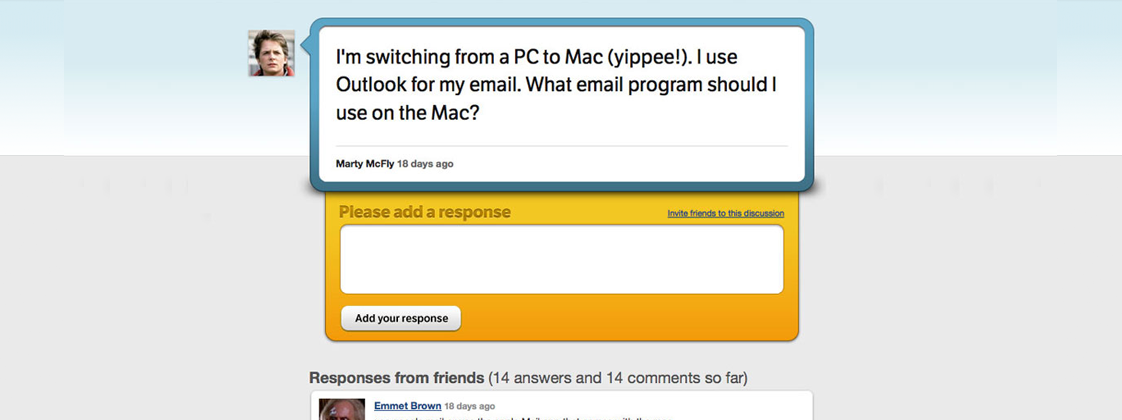 I'm switching from a PC to Mac (yippee!). I use
Outlook for my email. What email program should I
use on the Mac?
Marty McFly 18 days ago
Please add a response
Invite friends to this discussion
Add your response
Responses from friends (14 answers and 14 comments so far)
Emmet Brown 18 days ago